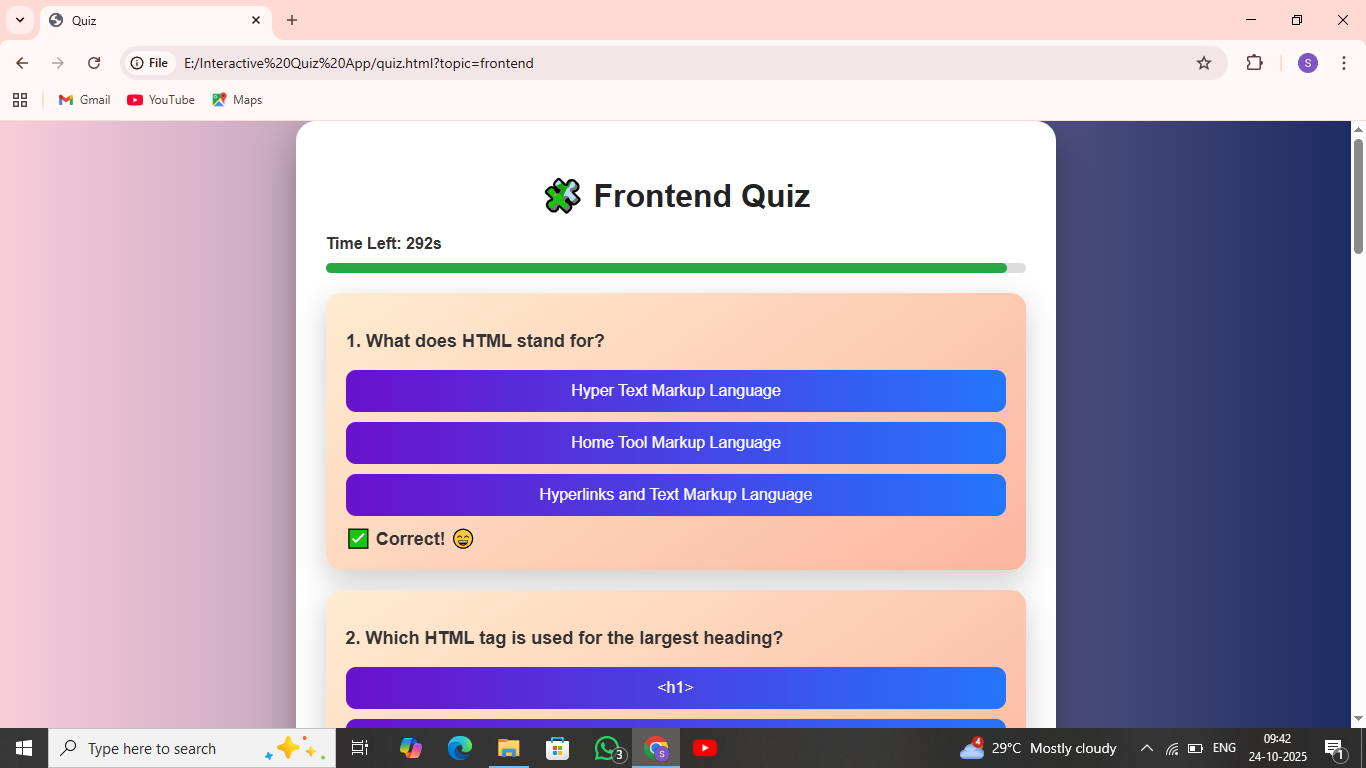 Quiz
File
E:/Interactive%20Quiz%20App/quiz.html?topic=frontend
S
Gmail
YouTube
Maps
🧩 Frontend Quiz
Time Left: 292s
1. What does HTML stand for?
Hyper Text Markup Language
Home Tool Markup Language
Hyperlinks and Text Markup Language
✅ Correct! 😄
2. Which HTML tag is used for the largest heading?
<h1>
Type here to search
3
S
4
29°C Mostly cloudy
ENG
09:42
24-10-2025
1